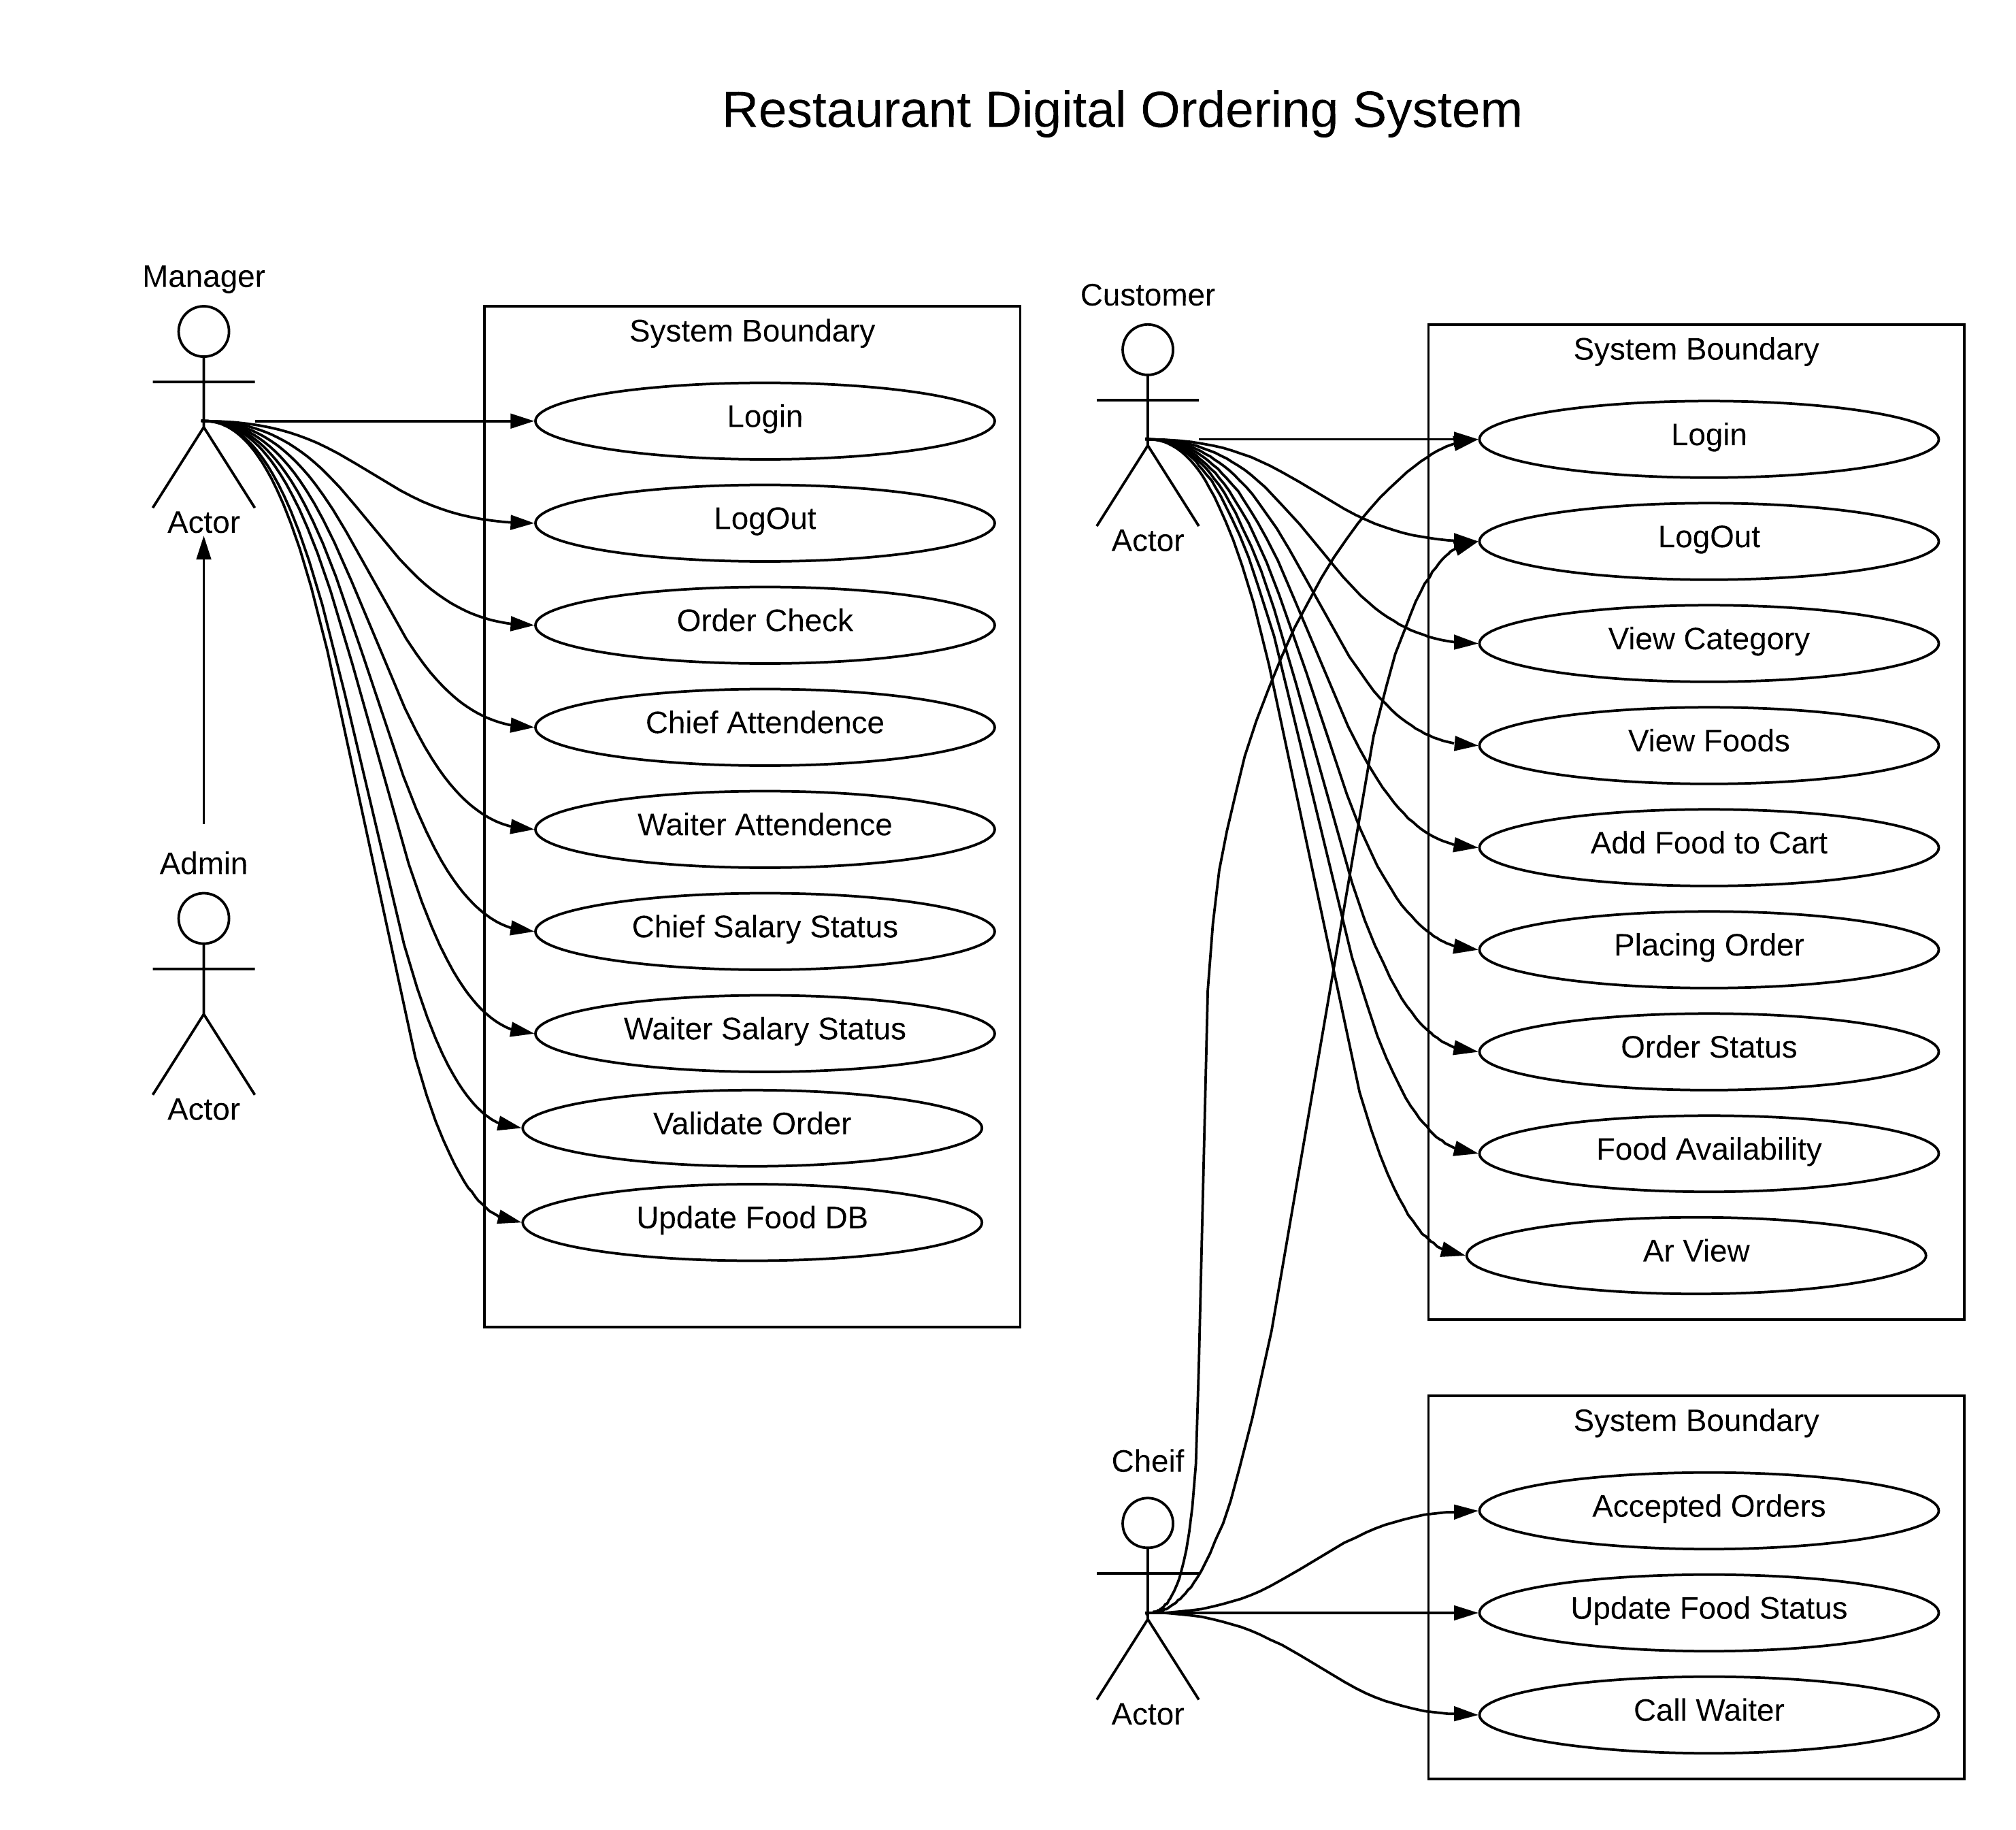 Restaurant Digital Ordering System
Manager
Actor
Admin
Actor
System Boundary
Login
LogOut
Order Check
Chief Attendence
Waiter Attendence
Chief Salary Status
Waiter Salary Status
Validate Order
Update Food DB
Customer
Actor
System Boundary
Login
LogOut
View Category
View Foods
Add Food to Cart
Placing Order
Order Status
Food Availability
Ar View
Cheif
Actor
System Boundary
Accepted Orders
Update Food Status
Call Waiter